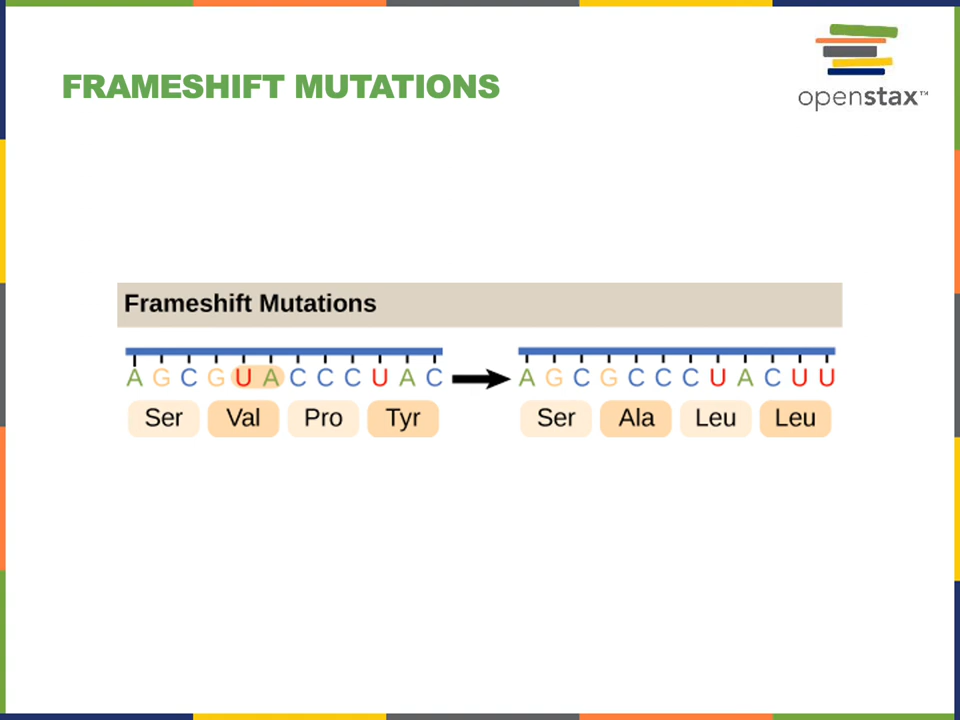 FRAMESHIFT MUTATIONS
openstax™
Frameshift Mutations
A G C G U A C C C U A C A G C G C C C U A C U U
Ser Val Pro Tyr Ser Ala Leu Leu